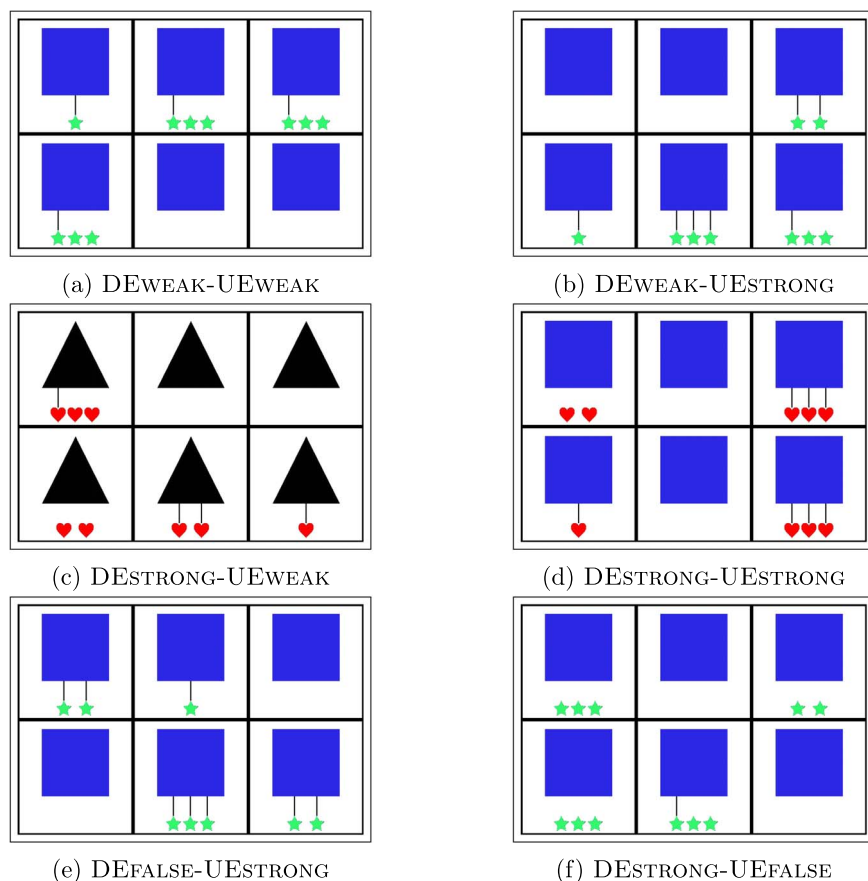 (a) DEWEAK-UEWEAK
(b) DEWEAK-UESTRONG
(c) DESTRONG-UEWEAK
(d) DESTRONG-UESTRONG
(e) DEFALSE-UESTRONG
(f) DESTRONG-UEFALSE